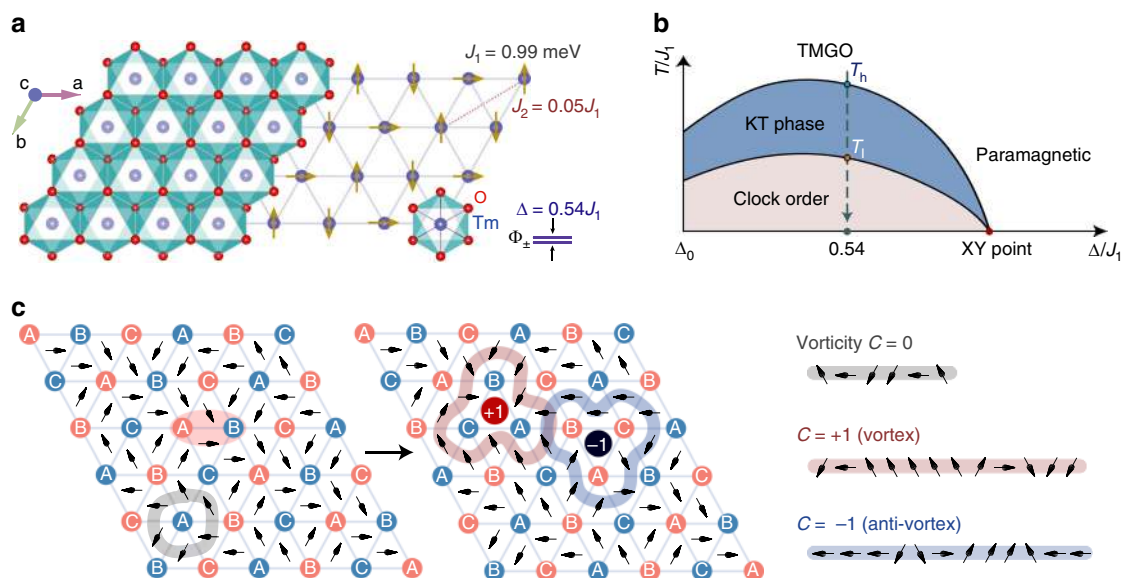 a
c
a
b
J₁ = 0.99 meV
J₂ = 0.05J₁
O
Tm
Δ = 0.54J₁
Φ±
b
T/J₁
TMGO
Tₕ
KT phase
Tₗ
Paramagnetic
Clock order
Δ₀
0.54
XY point
Δ/J₁
c
A B C A B C
C A B C A B
B C A B C A
A B C A B C
C A B C A B
B C A B C A
A B C A B C
C A B C A B
+1
B C A B C A
−1
A B C A B C
C A B C A B
B C A B C A
Vorticity C = 0
C = +1 (vortex)
C = −1 (anti-vortex)